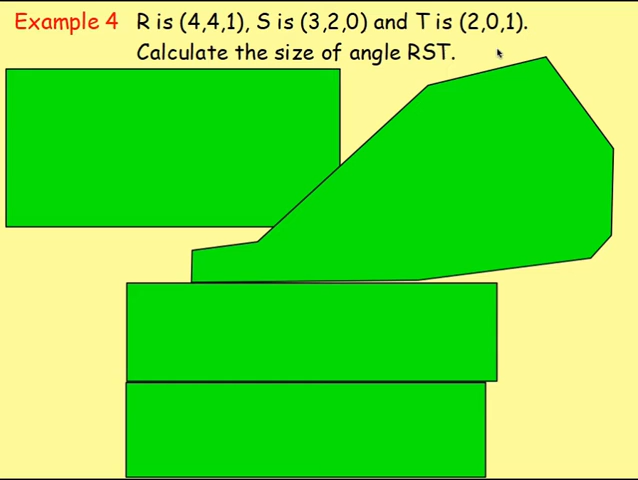 Example 4 R is (4,4,1), S is (3,2,0) and T is (2,0,1).
Calculate the size of angle RST.